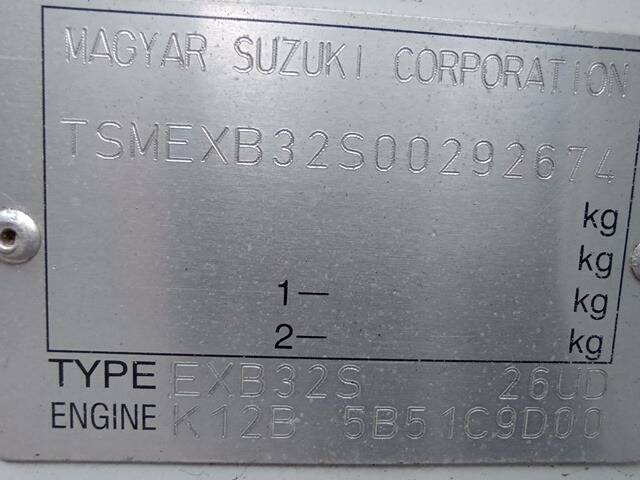 MAGYAR SUZUKI CORPORATION
TSMEXB32S00292674
kg
kg
1— kg
2— kg
TYPE EXB32S 26UD
ENGINE K12B 5B51C9D00